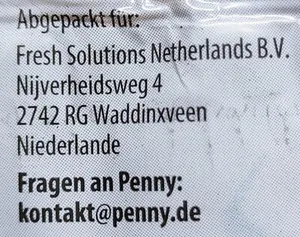 Abgepackt für:
Fresh Solutions Netherlands B.V.
Nijverheidsweg 4
2742 RG Waddinxveen
Niederlande
Fragen an Penny:
kontakt@penny.de